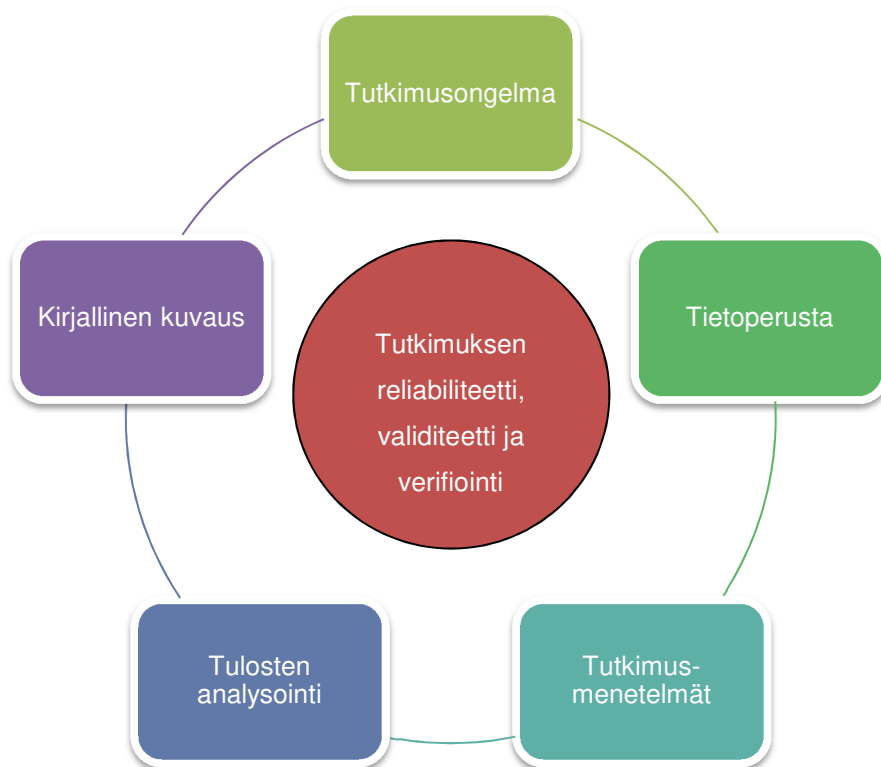 Tutkimusongelma
Kirjallinen kuvaus
Tietoperusta
Tutkimuksen
reliabiliteetti,
validiteetti ja
verifiointi
Tulosten
analysointi
Tutkimus-
menetelmät